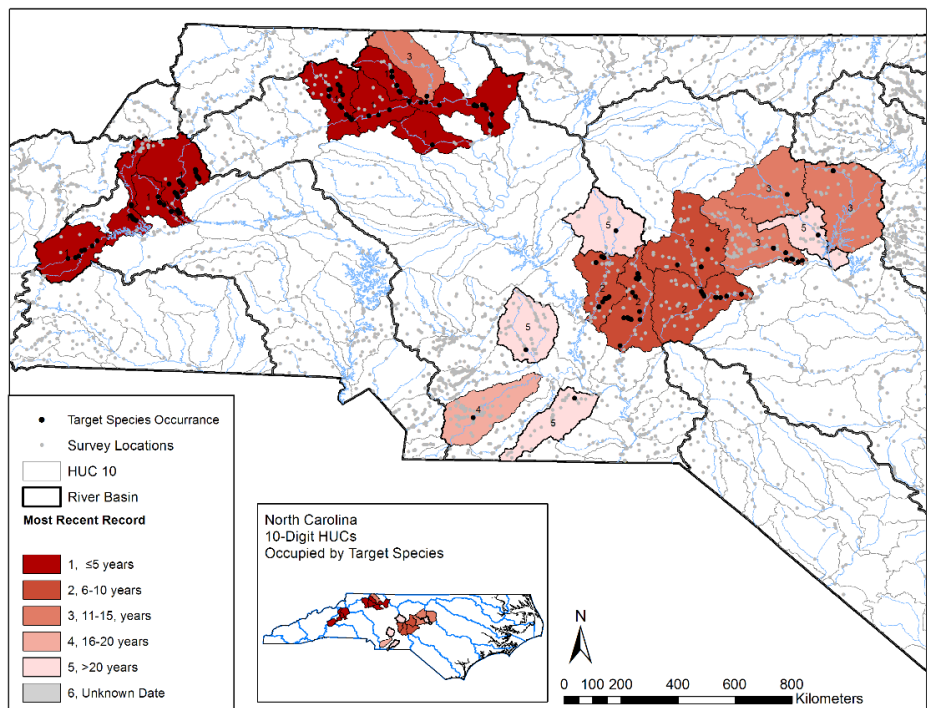 3
3
3
5
5
2
3
2
2
2
5
4
5
Target Species Occurrance
Survey Locations
HUC 10
River Basin
Most Recent Record
1, ≤5 years
2, 6-10 years
3, 11-15, years
4, 16-20 years
5, >20 years
6, Unknown Date
North Carolina
10-Digit HUCs
Occupied by Target Species
N
0 100 200 400 600 800
Kilometers